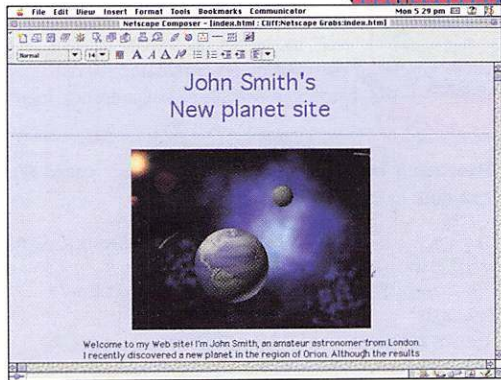 File Edit View Insert Format Tools Bookmarks Communicator Mon 5 29 pm
Netscape Composer - [index.html : Cliff:Netscape Grabs:index.html]
Normal 14
John Smith's
New planet site
Welcome to my Web site! I'm John Smith, an amateur astronomer from London.
I recently discovered a new planet in the region of Orion. Although the results